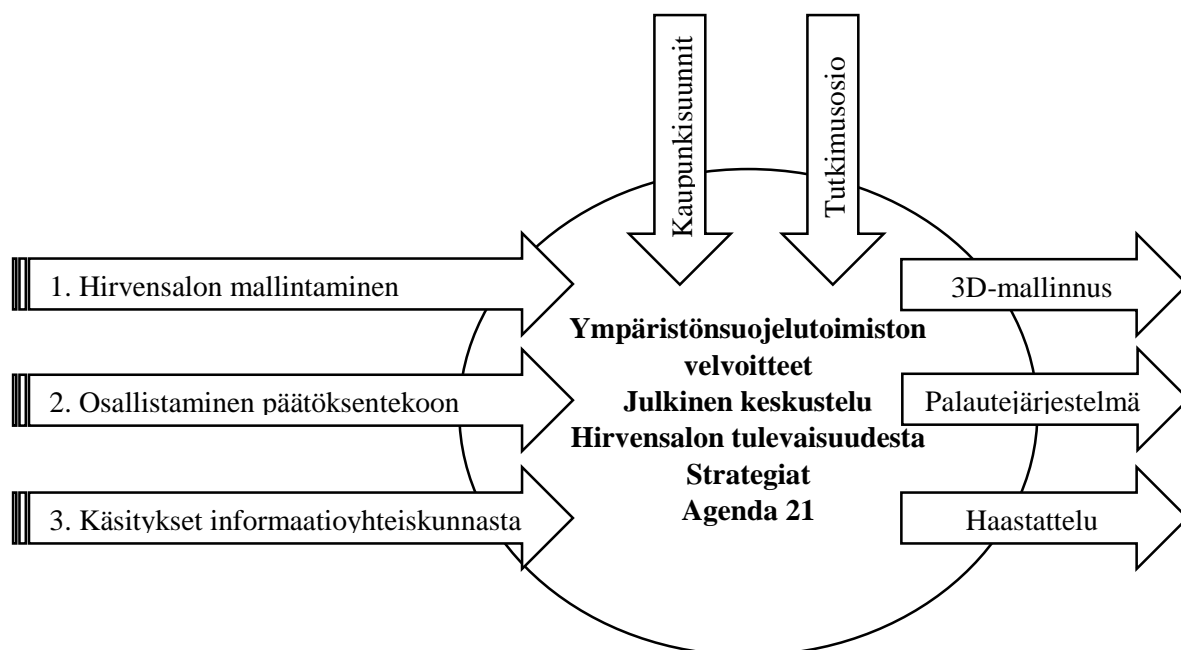 Kaupunkisuunnit
Tutkimusosio
1. Hirvensalon mallintaminen
2. Osallistaminen päätöksentekoon
3. Käsitykset informaatioyhteiskunnasta
Ympäristönsuojelutoimiston
velvoitteet
Julkinen keskustelu
Hirvensalon tulevaisuudesta
Strategiat
Agenda 21
3D-mallinnus
Palautejärjestelmä
Haastattelu